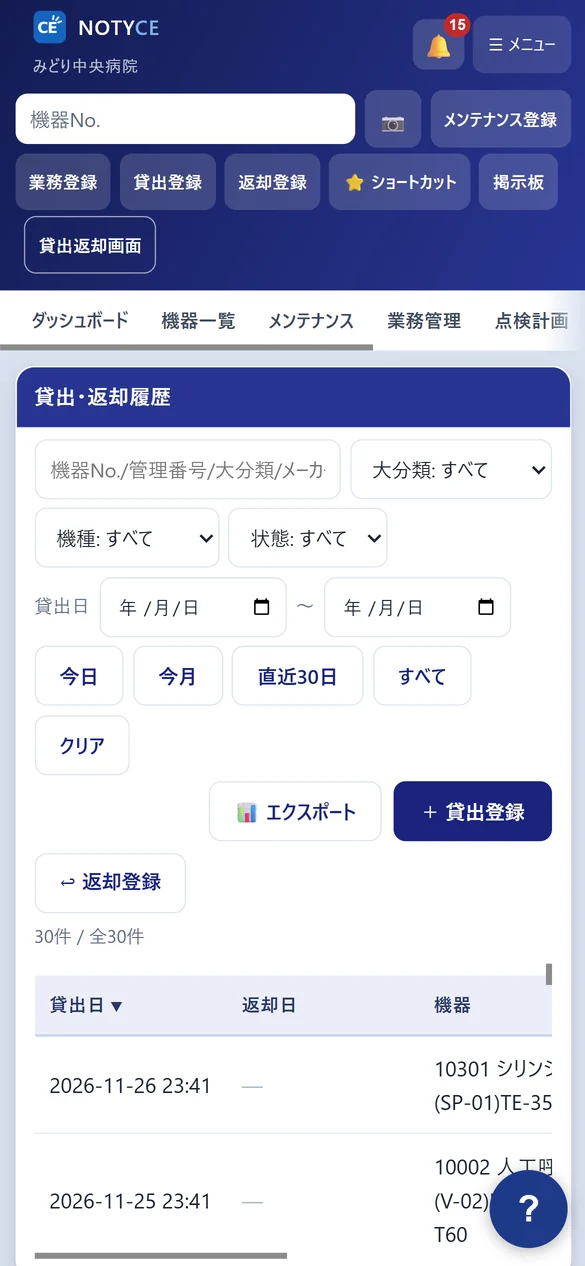 CE NOTYCE
みどり中央病院
15
☰ メニュー
機器No.
メンテナンス登録
業務登録 貸出登録 返却登録 ⭐ ショートカット 掲示板
貸出返却画面
ダッシュボード 機器一覧 メンテナンス 業務管理 点検計画
貸出・返却履歴
機器No./管理番号/大分類/メーカ
大分類: すべて
機種: すべて 状態: すべて
貸出日 年 /月/日 〜 年 /月/日
今日 今月 直近30日 すべて
クリア
エクスポート ＋ 貸出登録
↩ 返却登録
30件 / 全30件
貸出日▼ 返却日 機器
2026-11-26 23:41 — 10301 シリンジ
(SP-01)TE-35
2026-11-25 23:41 — 10002 人工呼
(V-02)
T60
?